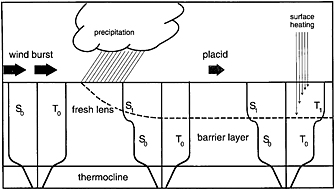 precipitation
surface
heating
wind burst
placid
S0 T0 fresh lens S1 S1 T1
S0 T0 barrier layer S0 T0
thermocline